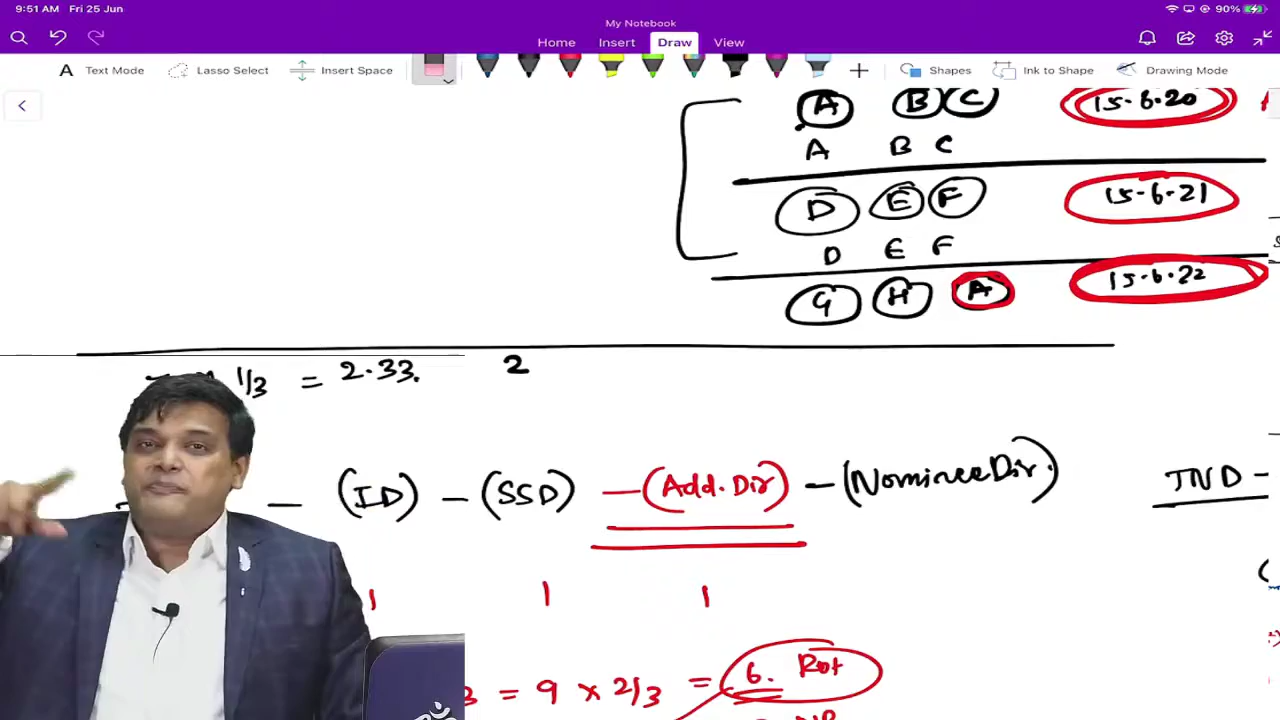 9:51 AM Fri 25 Jun
90%
My Notebook
Home Insert Draw View
A Text Mode Lasso Select Insert Space Shapes Ink to Shape Drawing Mode
A B C 15.6.20
A B C
D E F 15.6.21
D E F
G H A 15.6.22
1/3 = 2.33. 2
- (ID) - (SSD) - (Add.Dir) - (Nominee Dir.) TND -
1 1 1
3 = 9 x 2/3 = 6. Rot